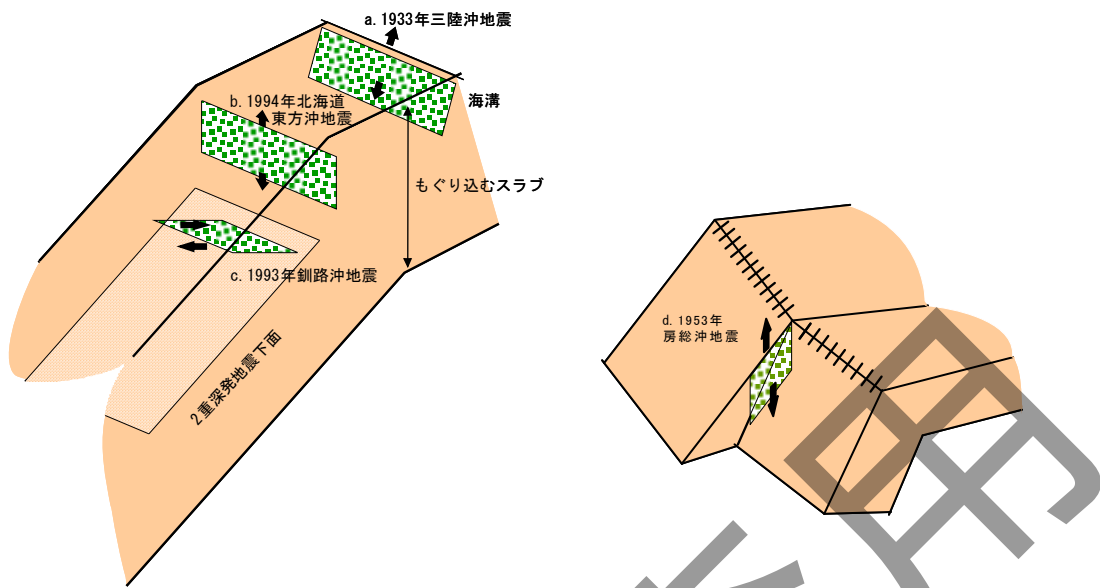 a. 1933年三陸沖地震
海溝
b. 1994年北海道
東方沖地震
もぐり込むスラブ
c. 1993年釧路沖地震
2重深発地震下面
d. 1953年
房総沖地震